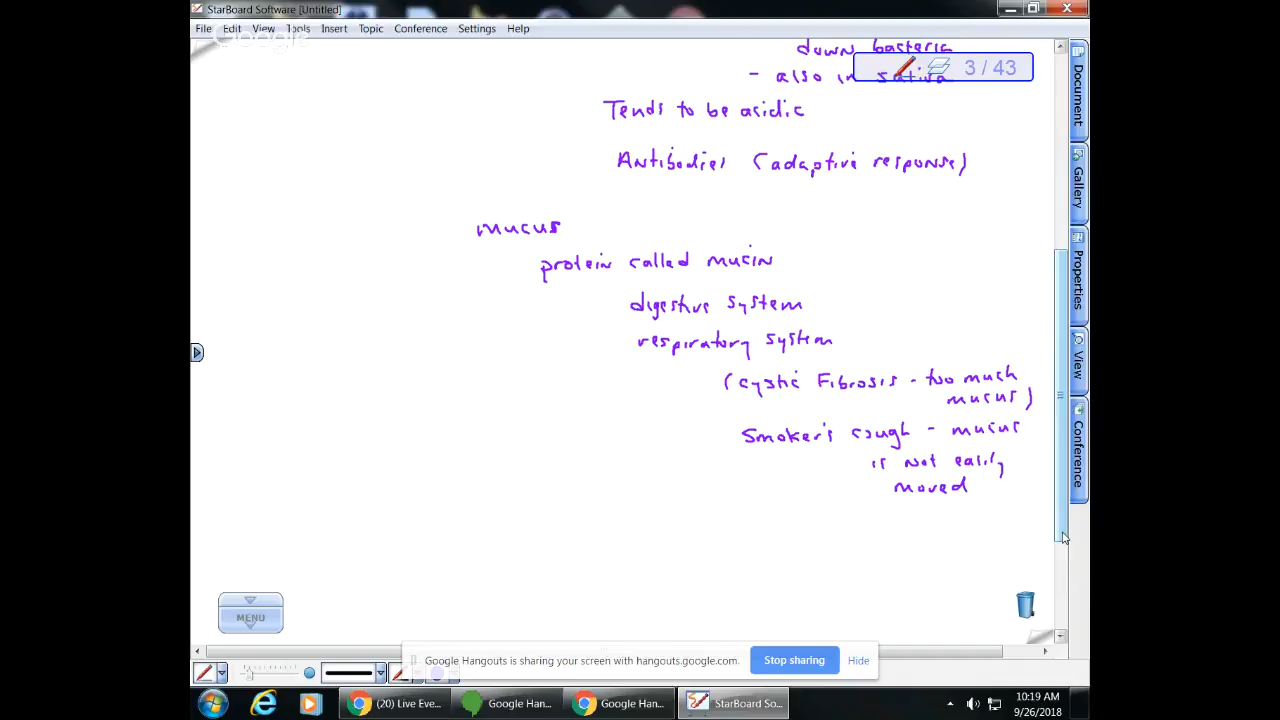 StarBoard Software [Untitled]
File Edit View Tools Insert Topic Conference Settings Help
Google
down bacteria
- also in saliva
3 / 43
Tends to be acidic
Antibodies (adaptive response)
mucus
protein called mucin
digestive system
respiratory system
(cystic Fibrosis - too much
mucus)
Smoker's cough - mucus
is not easily
moved
Document
Gallery
Properties
View
Conference
MENU
Google Hangouts is sharing your screen with hangouts.google.com.
Stop sharing
Hide
(20) Live Eve...
Google Han...
Google Han...
StarBoard So...
10:19 AM
9/26/2018